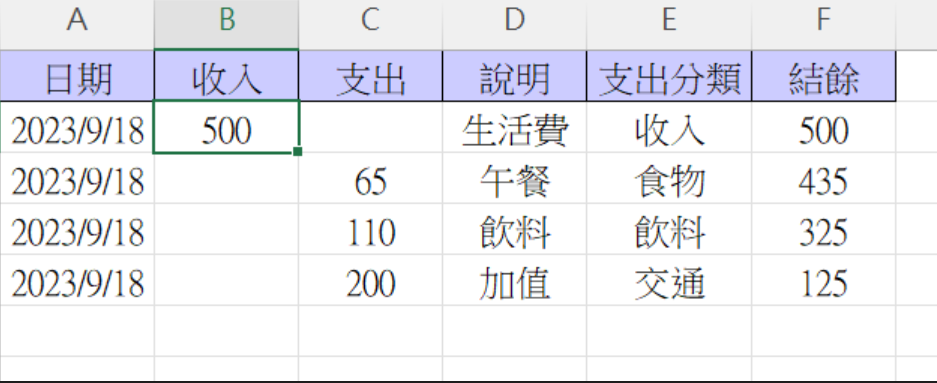 A B C D E F
日期 收入 支出 說明 支出分類 結餘
2023/9/18 500 生活費 收入 500
2023/9/18 65 午餐 食物 435
2023/9/18 110 飲料 飲料 325
2023/9/18 200 加值 交通 125